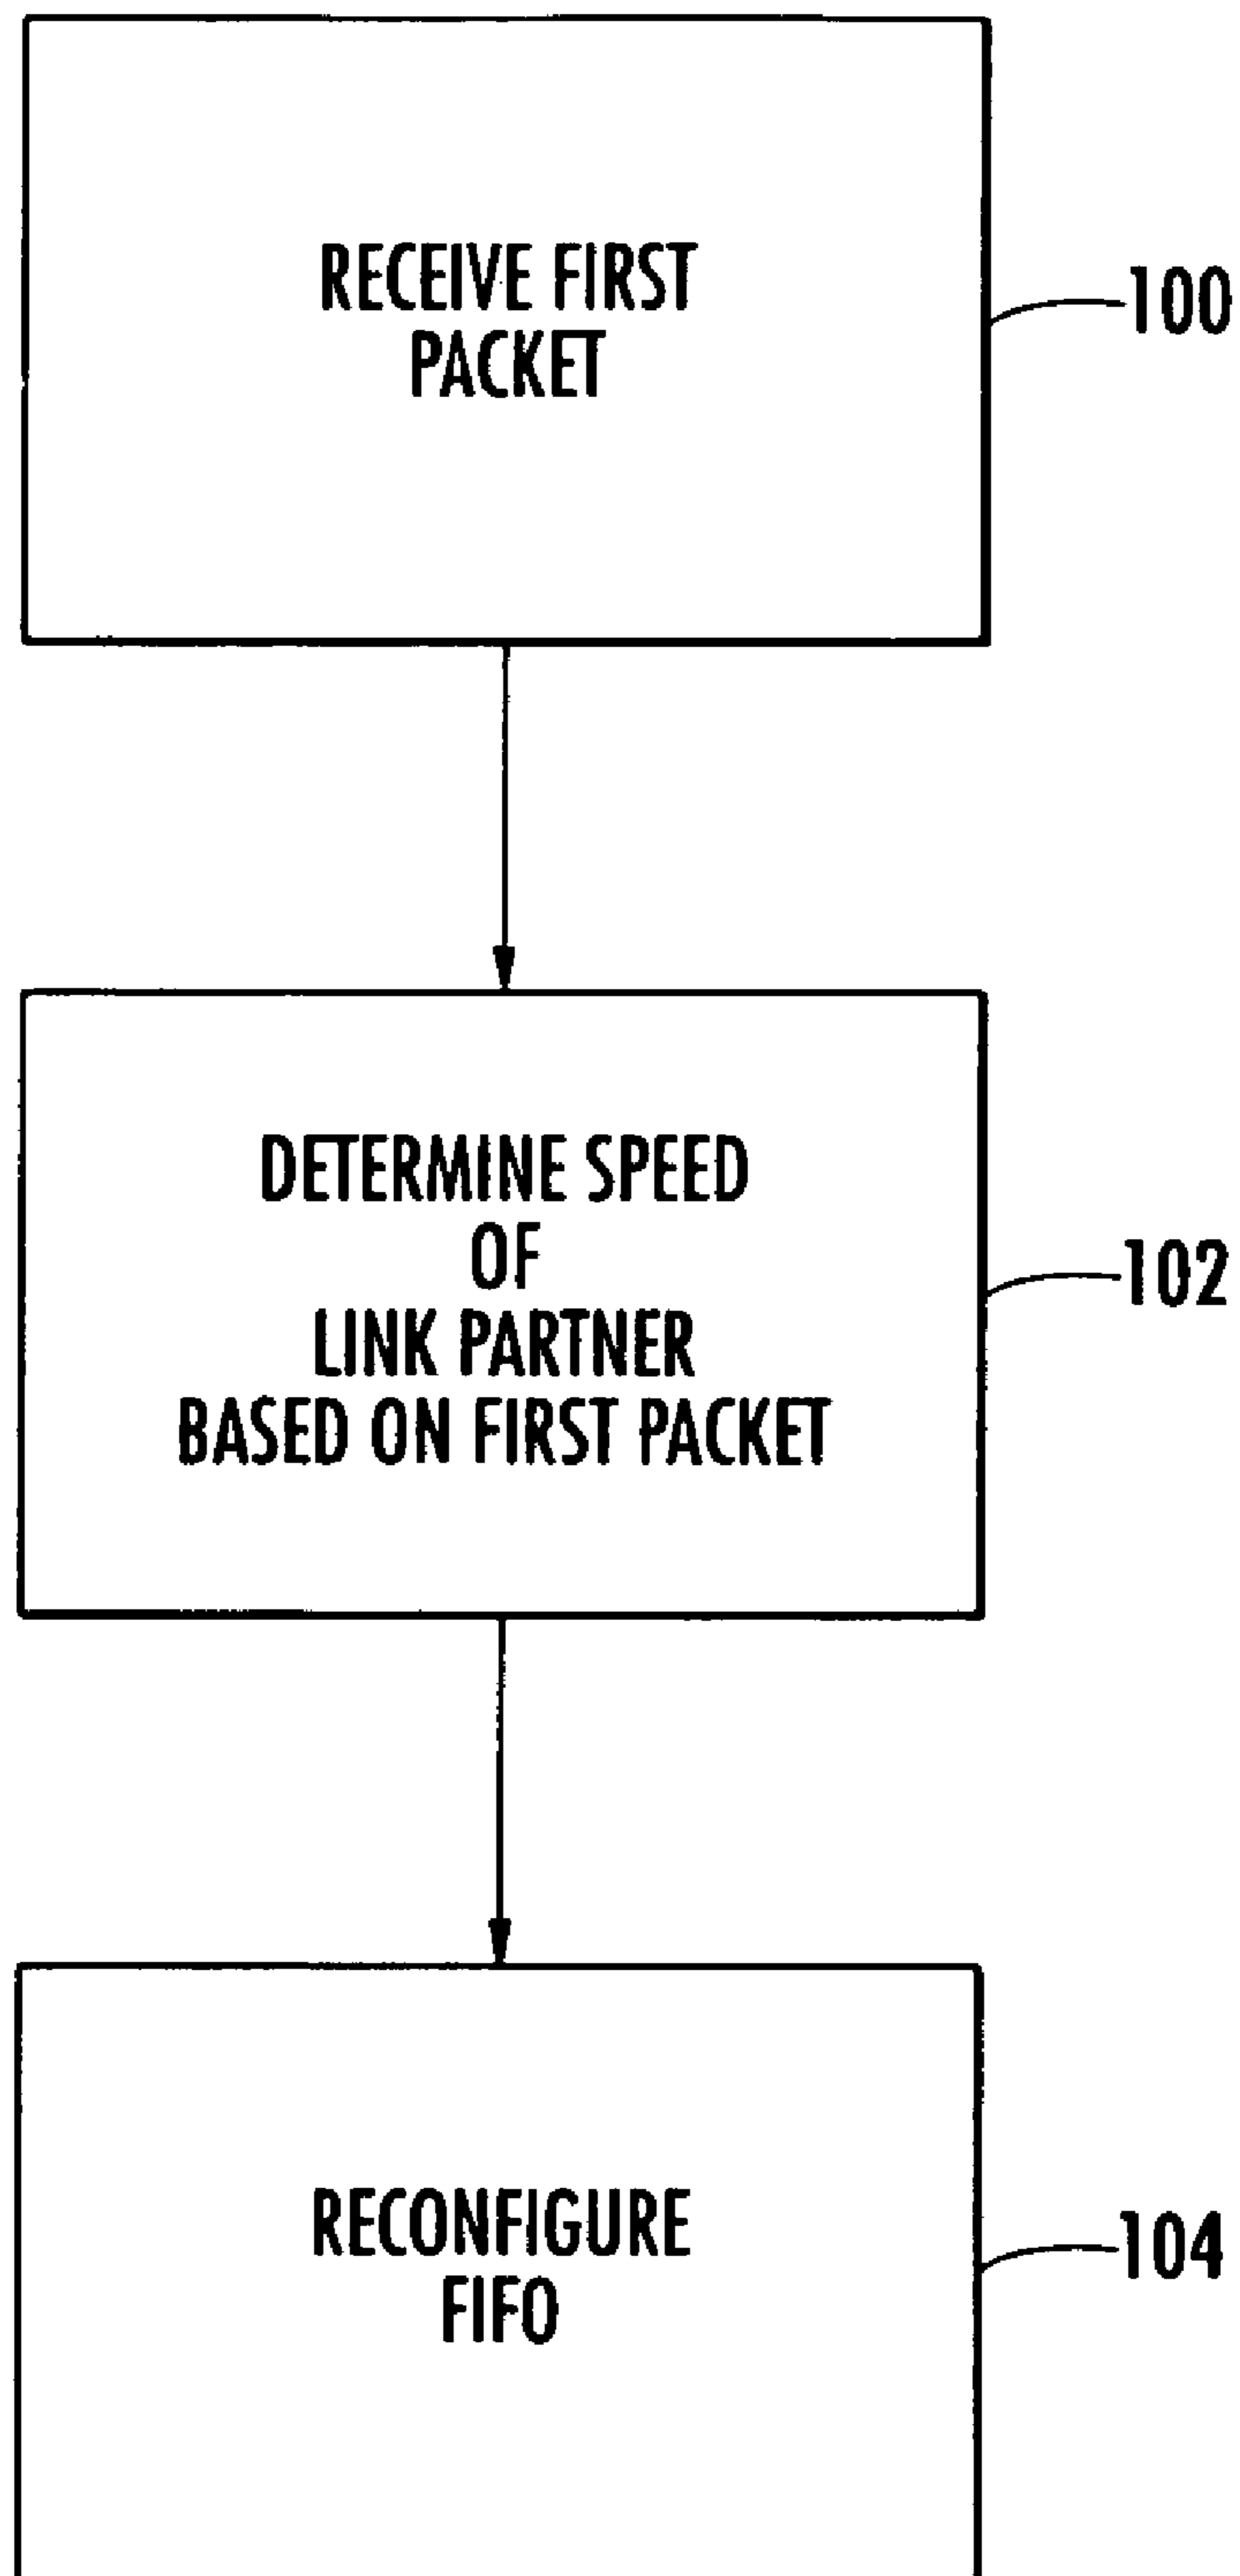 RECEIVE FIRST
PACKET
100
DETERMINE SPEED
OF
LINK PARTNER
BASED ON FIRST PACKET
102
RECONFIGURE
FIFO
104